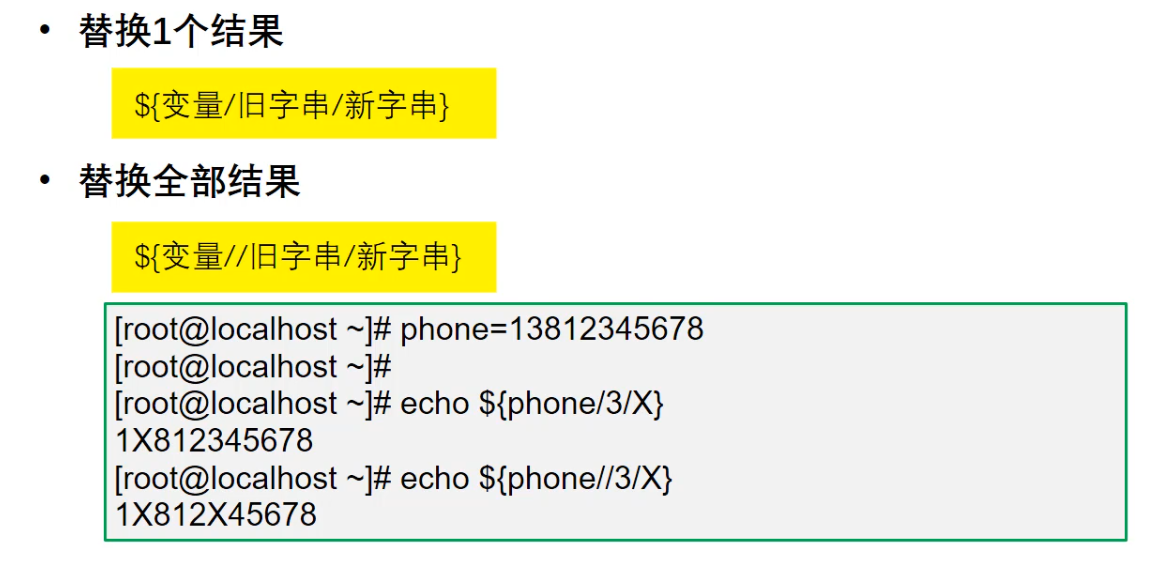 • 替换1个结果
${变量/旧字串/新字串}
• 替换全部结果
${变量//旧字串/新字串}
[root@localhost ~]# phone=13812345678
[root@localhost ~]#
[root@localhost ~]# echo ${phone/3/X}
1X812345678
[root@localhost ~]# echo ${phone//3/X}
1X812X45678